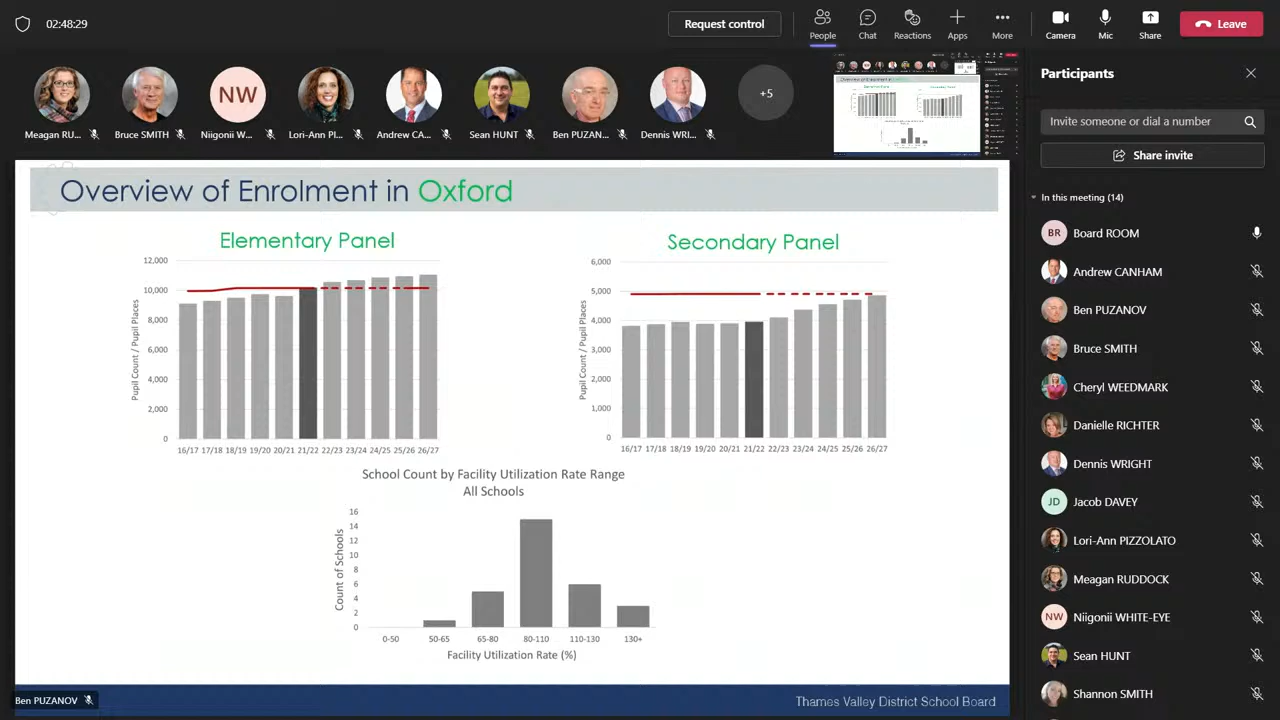 02:48:29
Request control
People
Chat
Reactions
Apps
More
Camera
Mic
Share
Leave
NW
+5
Meagan RU...
Bruce SMITH
Nigonii W...
Lori-Ann Pl...
Andrew CA...
Sean HUNT
Ben PUZAN...
Dennis WRI...
Participants
Invite someone or dial a number
Share invite
In this meeting (14)
BR Board ROOM
Andrew CANHAM
Ben PUZANOV
Bruce SMITH
Cheryl WEEDMARK
Danielle RICHTER
Dennis WRIGHT
JD Jacob DAVEY
Lori-Ann PIZZOLATO
Meagan RUDDOCK
NW Nigonii WHITE-EYE
Sean HUNT
Shannon SMITH
Overview of Enrolment in Oxford
Elementary Panel
Pupil Count / Pupil Places
12,000
10,000
8,000
6,000
4,000
2,000
0
16/17 17/18 18/19 19/20 20/21 21/22 22/23 23/24 24/25 25/26 26/27
Secondary Panel
Pupil Count / Pupil Places
6,000
5,000
4,000
3,000
2,000
1,000
0
16/17 17/18 18/19 19/20 20/21 21/22 22/23 23/24 24/25 25/26 26/27
School Count by Facility Utilization Rate Range
All Schools
Count of Schools
16
14
12
10
8
6
4
2
0
0-50 50-65 65-80 80-110 110-130 130+
Facility Utilization Rate (%)
Ben PUZANOV
Thames Valley District School Board